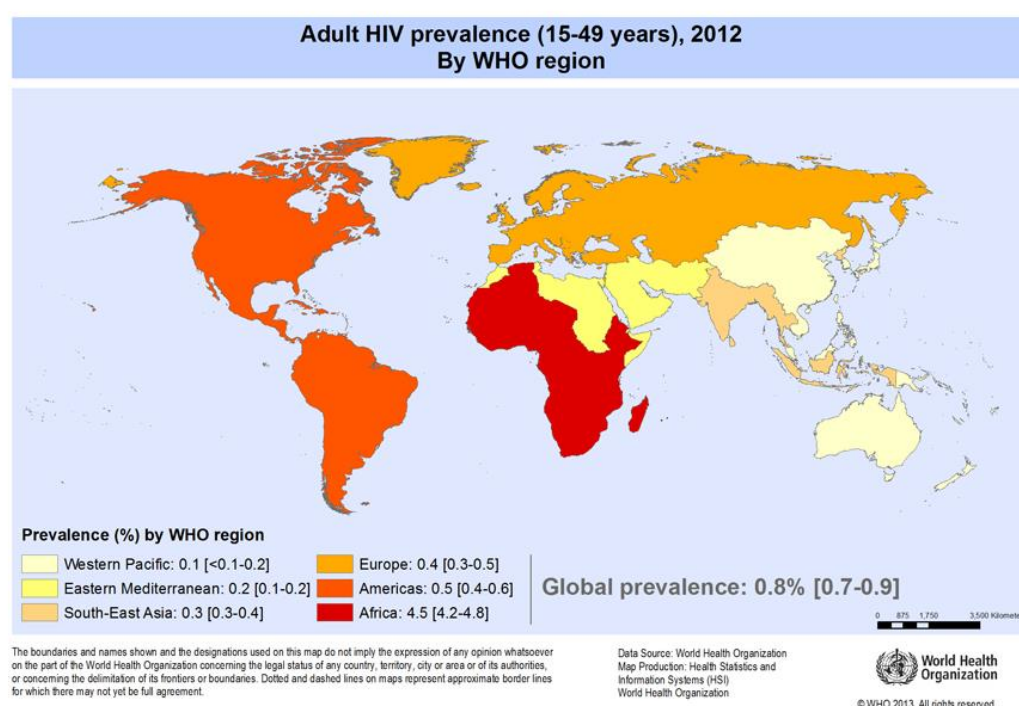 Adult HIV prevalence (15-49 years), 2012
By WHO region
Prevalence (%) by WHO region
Western Pacific: 0.1 [<0.1-0.2]
Eastern Mediterranean: 0.2 [0.1-0.2]
South-East Asia: 0.3 [0.3-0.4]
Europe: 0.4 [0.3-0.5]
Americas: 0.5 [0.4-0.6]
Africa: 4.5 [4.2-4.8]
Global prevalence: 0.8% [0.7-0.9]
0 875 1,750 3,500 Kilomete
The boundaries and names shown and the designations used on this map do not imply the expression of any opinion whatsoever
on the part of the World Health Organization concerning the legal status of any country, territory, city or area or of its authorities,
or concerning the delimitation of its frontiers or boundaries. Dotted and dashed lines on maps represent approximate border lines
for which there may not yet be full agreement.
Data Source: World Health Organization
Map Production: Health Statistics and
Information Systems (HSI)
World Health Organization
World Health
Organization
© WHO 2013. All rights reserved.